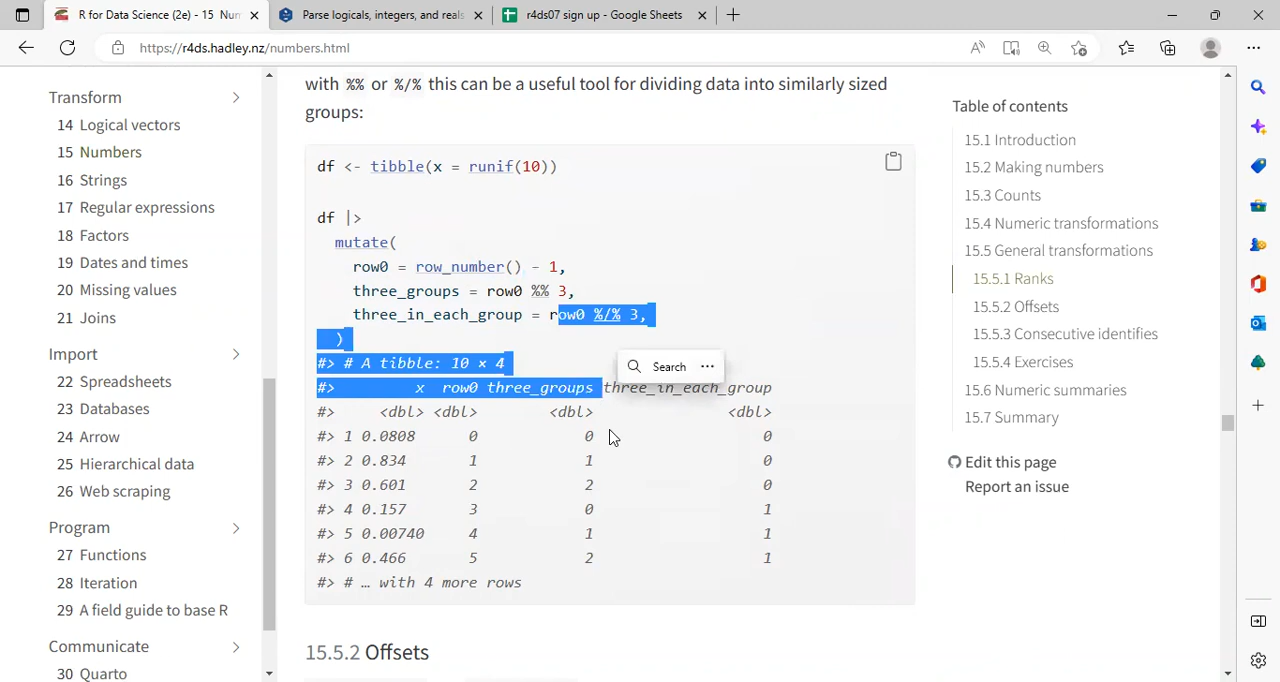 R for Data Science (2e) - 15 Num
Parse logicals, integers, and reals
r4ds07 sign up - Google Sheets
https://r4ds.hadley.nz/numbers.html
Transform
14 Logical vectors
15 Numbers
16 Strings
17 Regular expressions
18 Factors
19 Dates and times
20 Missing values
21 Joins
Import
22 Spreadsheets
23 Databases
24 Arrow
25 Hierarchical data
26 Web scraping
Program
27 Functions
28 Iteration
29 A field guide to base R
Communicate
30 Quarto
with %% or %/% this can be a useful tool for dividing data into similarly sized
groups:
df <- tibble(x = runif(10))
df |>
mutate(
row0 = row_number() - 1,
three_groups = row0 %% 3,
three_in_each_group = row0 %/% 3,
)
#> # A tibble: 10 × 4
#> x row0 three_groups three_in_each_group
#> <dbl> <dbl> <dbl> <dbl>
#> 1 0.0808 0 0 0
#> 2 0.834 1 1 0
#> 3 0.601 2 2 0
#> 4 0.157 3 0 1
#> 5 0.00740 4 1 1
#> 6 0.466 5 2 1
#> # … with 4 more rows
Search
15.5.2 Offsets
Table of contents
15.1 Introduction
15.2 Making numbers
15.3 Counts
15.4 Numeric transformations
15.5 General transformations
15.5.1 Ranks
15.5.2 Offsets
15.5.3 Consecutive identifies
15.5.4 Exercises
15.6 Numeric summaries
15.7 Summary
Edit this page
Report an issue